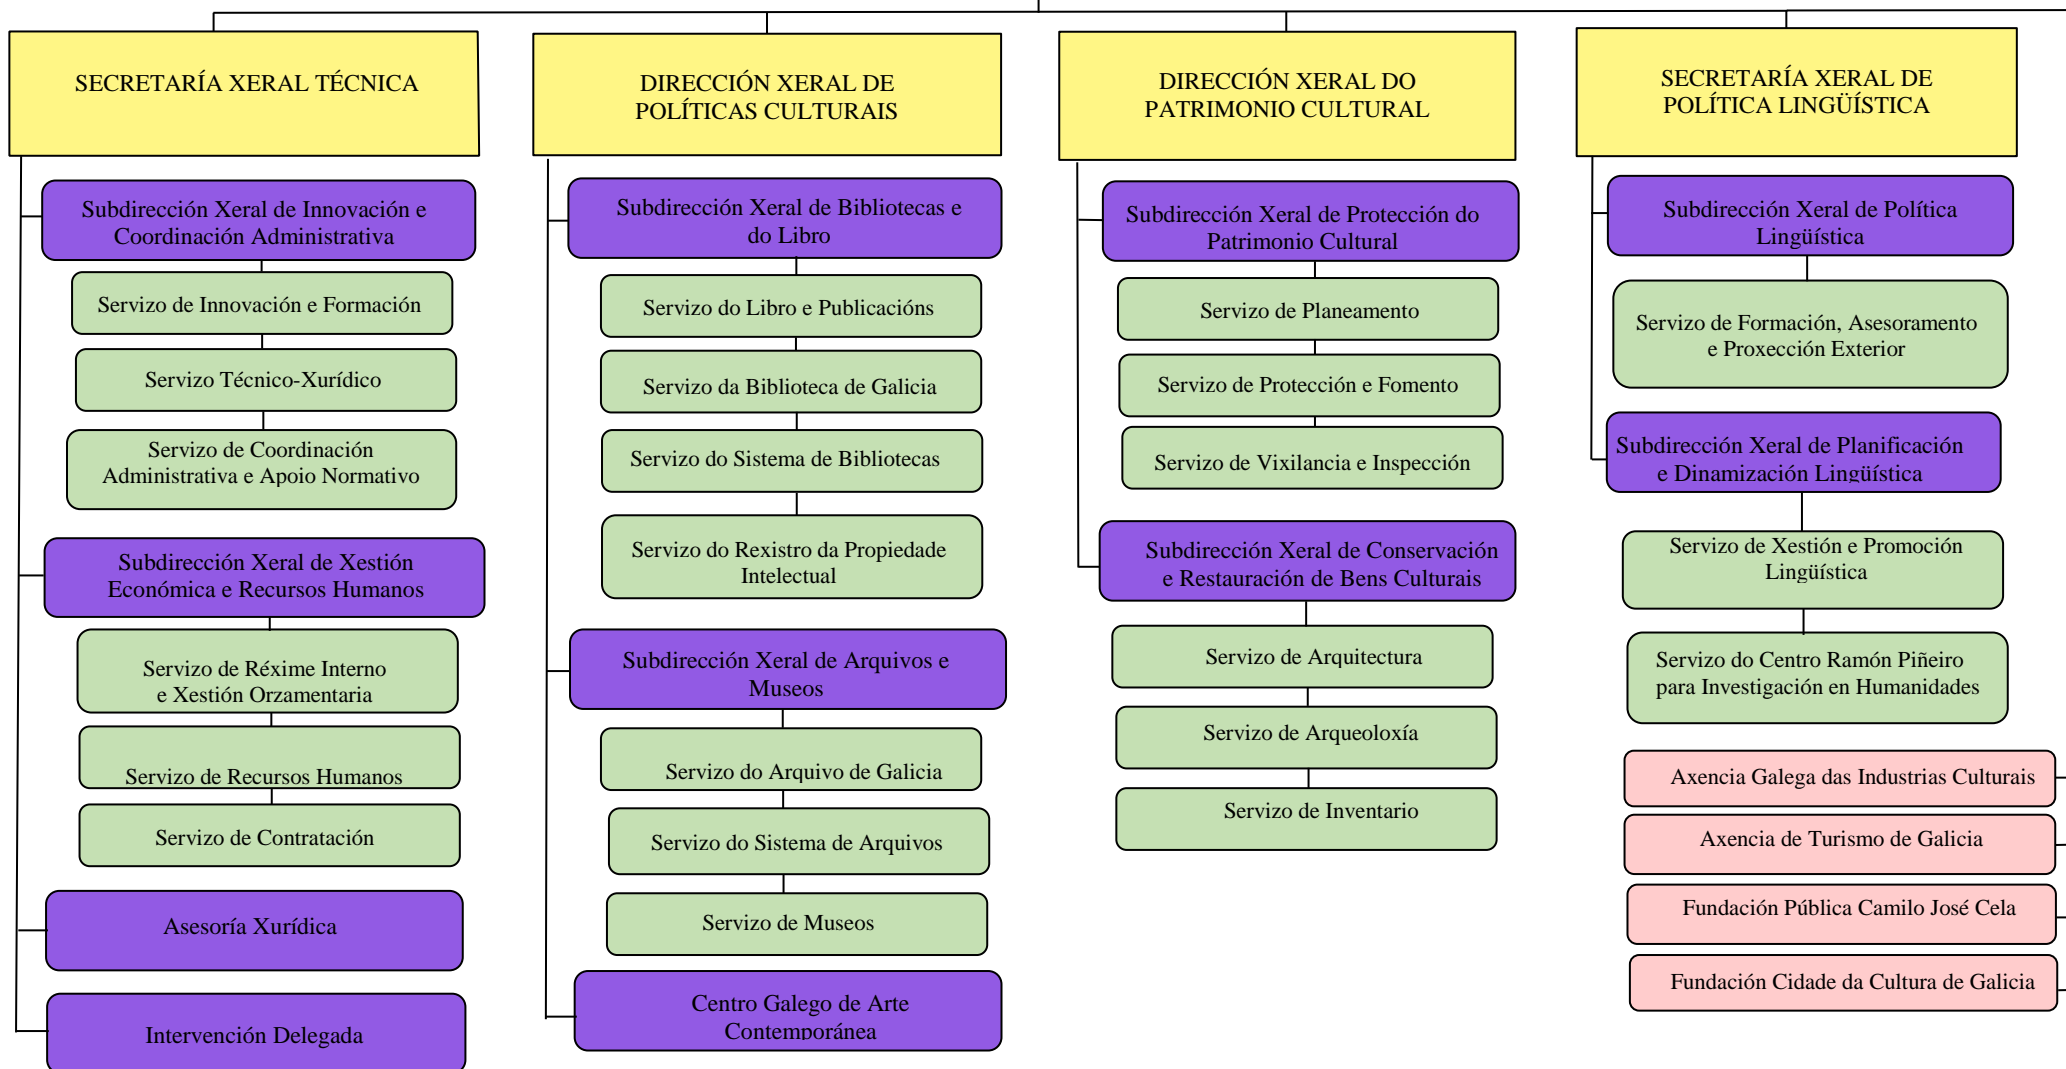 SECRETARÍA XERAL TÉCNICA
Subdirección Xeral de Innovación e
Coordinación Administrativa
Servizo de Innovación e Formación
Servizo Técnico-Xurídico
Servizo de Coordinación
Administrativa e Apoio Normativo
Subdirección Xeral de Xestión
Económica e Recursos Humanos
Servizo de Réxime Interno
e Xestión Orzamentaria
Servizo de Recursos Humanos
Servizo de Contratación
Asesoría Xurídica
Intervención Delegada
DIRECCIÓN XERAL DE
POLÍTICAS CULTURAIS
Subdirección Xeral de Bibliotecas e
do Libro
Servizo do Libro e Publicacións
Servizo da Biblioteca de Galicia
Servizo do Sistema de Bibliotecas
Servizo do Rexistro da Propiedade
Intelectual
Subdirección Xeral de Arquivos e
Museos
Servizo do Arquivo de Galicia
Servizo do Sistema de Arquivos
Servizo de Museos
Centro Galego de Arte
Contemporánea
DIRECCIÓN XERAL DO
PATRIMONIO CULTURAL
Subdirección Xeral de Protección do
Patrimonio Cultural
Servizo de Planeamento
Servizo de Protección e Fomento
Servizo de Vixilancia e Inspección
Subdirección Xeral de Conservación
e Restauración de Bens Culturais
Servizo de Arquitectura
Servizo de Arqueoloxía
Servizo de Inventario
SECRETARÍA XERAL DE
POLÍTICA LINGÜÍSTICA
Subdirección Xeral de Política
Lingüística
Servizo de Formación, Asesoramento
e Proxección Exterior
Subdirección Xeral de Planificación
e Dinamización Lingüística
Servizo de Xestión e Promoción
Lingüística
Servizo do Centro Ramón Piñeiro
para Investigación en Humanidades
Axencia Galega das Industrias Culturais
Axencia de Turismo de Galicia
Fundación Pública Camilo José Cela
Fundación Cidade da Cultura de Galicia